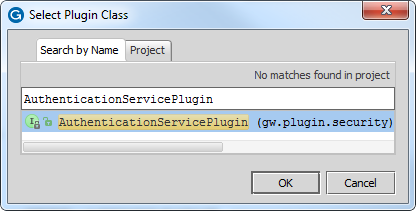 Select Plugin Class
Search by Name Project
No matches found in project
AuthenticationServicePlugin
AuthenticationServicePlugin (gw.plugin.security)
OK Cancel